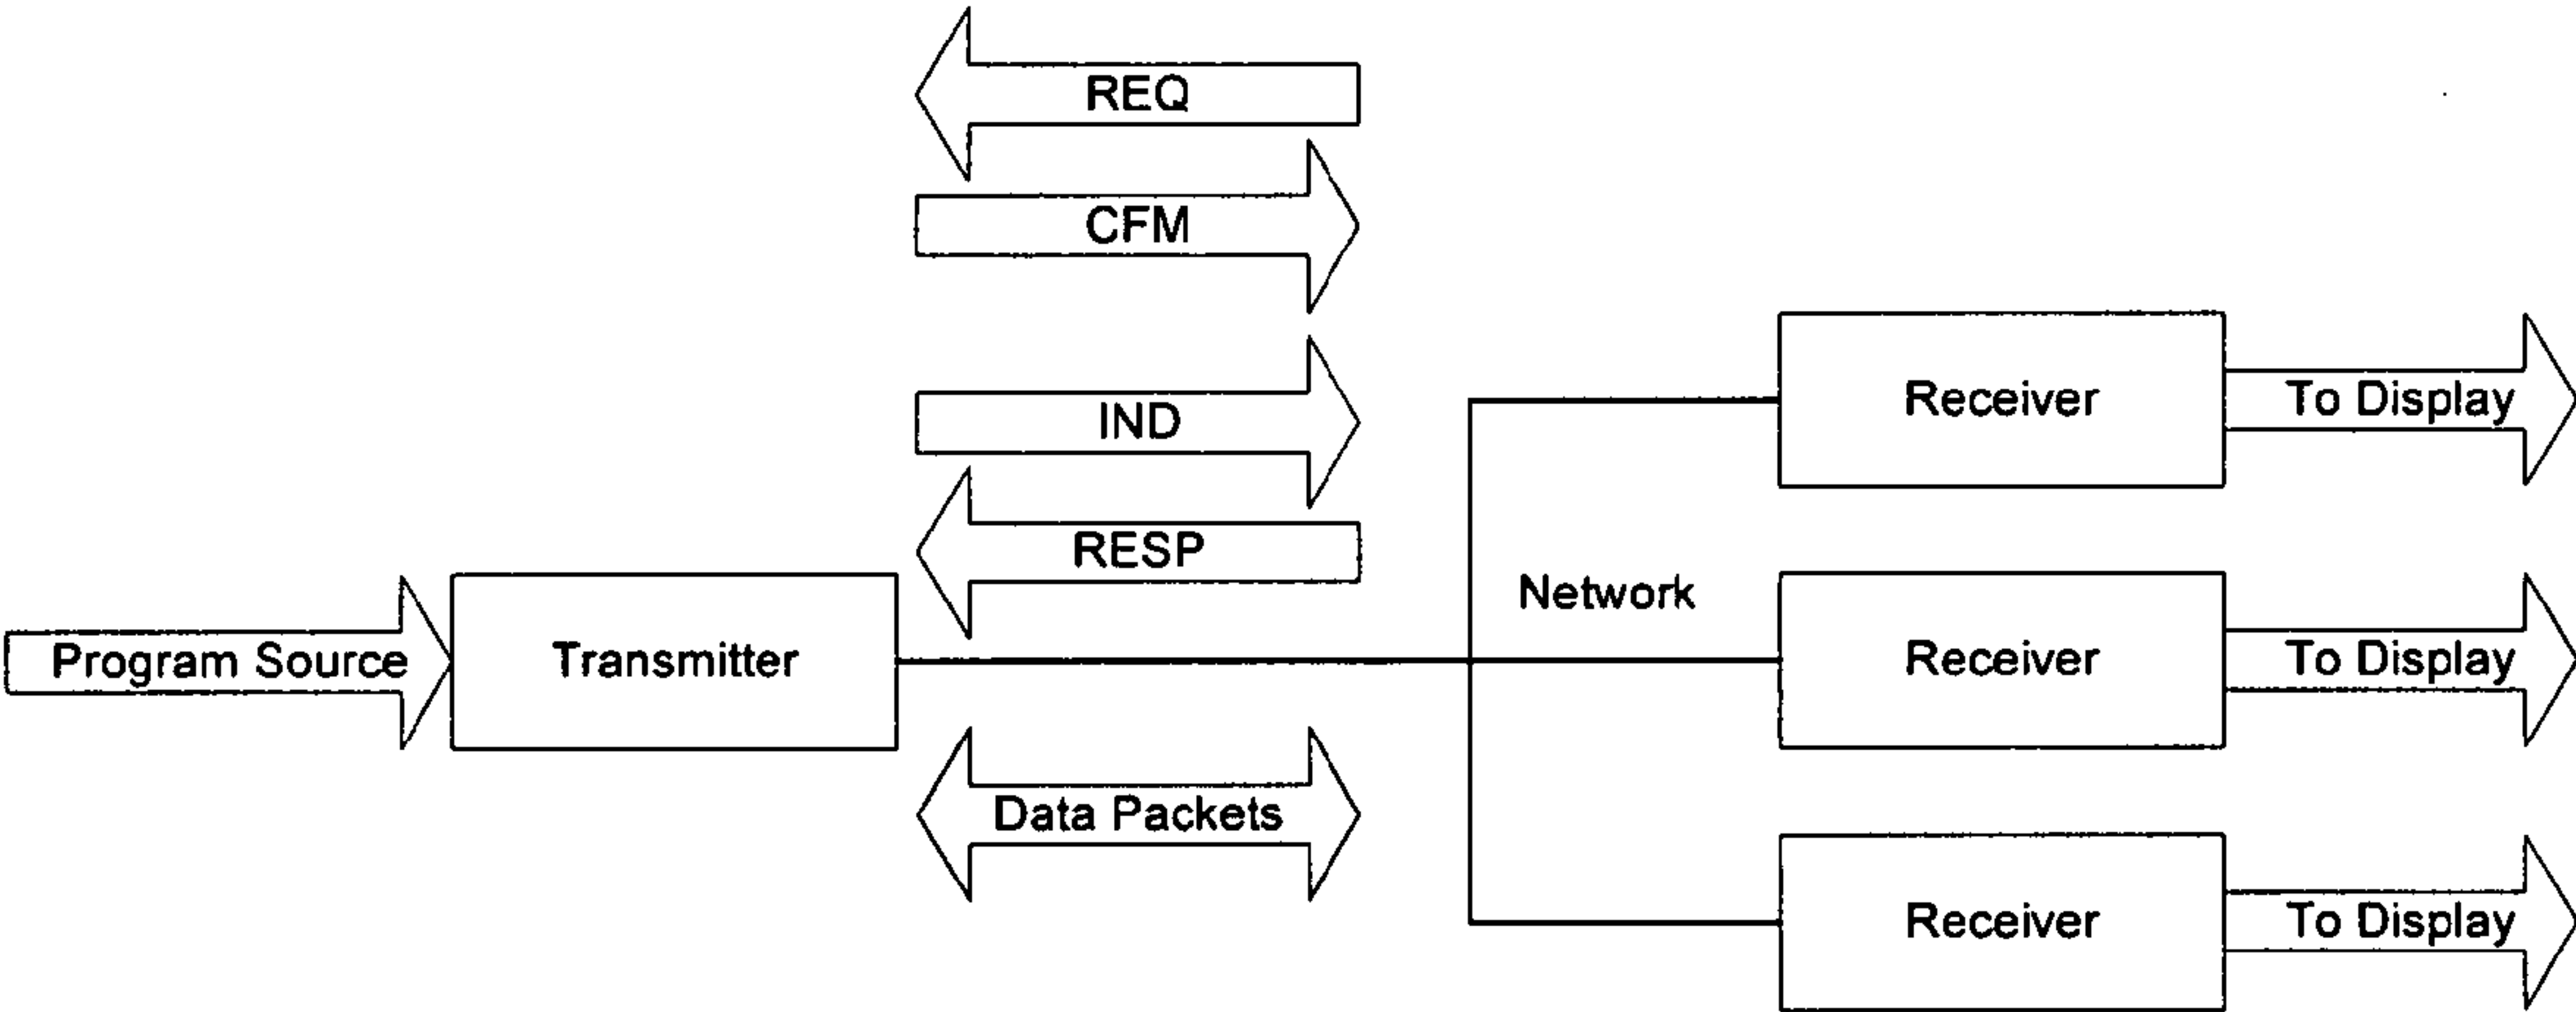 REQ
CFM
IND
RESP
Program Source
Transmitter
Network
Data Packets
Receiver
To Display
Receiver
To Display
Receiver
To Display